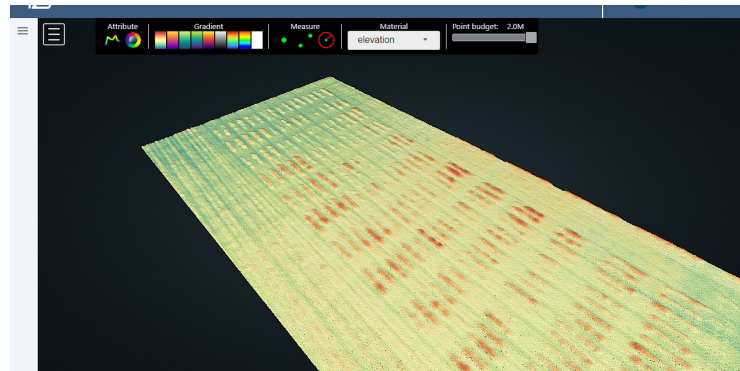 Attribute
Gradient
Measure
Material
Point budget: 2.0M
elevation